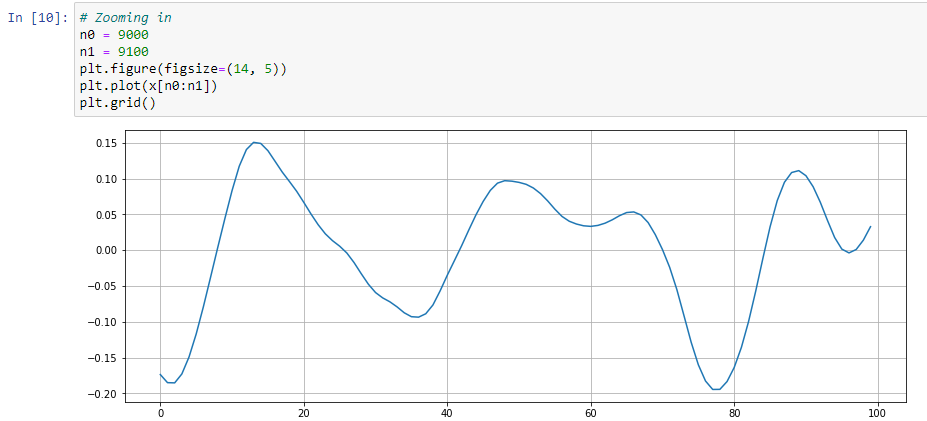 In [10]: # Zooming in
n0 = 9000
n1 = 9100
plt.figure(figsize=(14, 5))
plt.plot(x[n0:n1])
plt.grid()
0.15
0.10
0.05
0.00
−0.05
−0.10
−0.15
−0.20
0 20 40 60 80 100